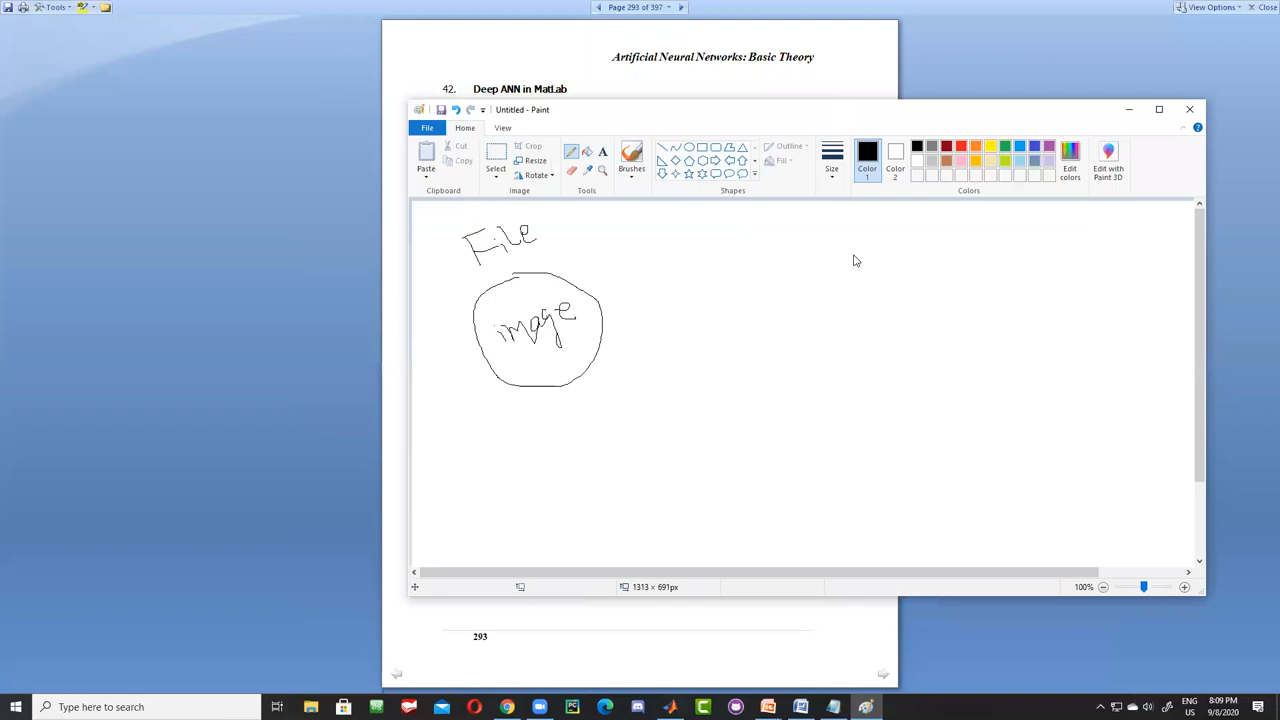 Tools
Page 293 of 397
View Options
Close
Artificial Neural Networks: Basic Theory
42. Deep ANN in MatLab
Untitled - Paint
File Home View
Paste
Cut
Copy
Clipboard
Select
Crop
Resize
Rotate
Image
A
Tools
Brushes
Shapes
Outline
Fill
Size
Color 1
Color 2
Edit colors
Colors
Edit with Paint 3D
File
image
1313 × 691px
100%
293
Type here to search
ENG
US
8:09 PM
9/8/2020